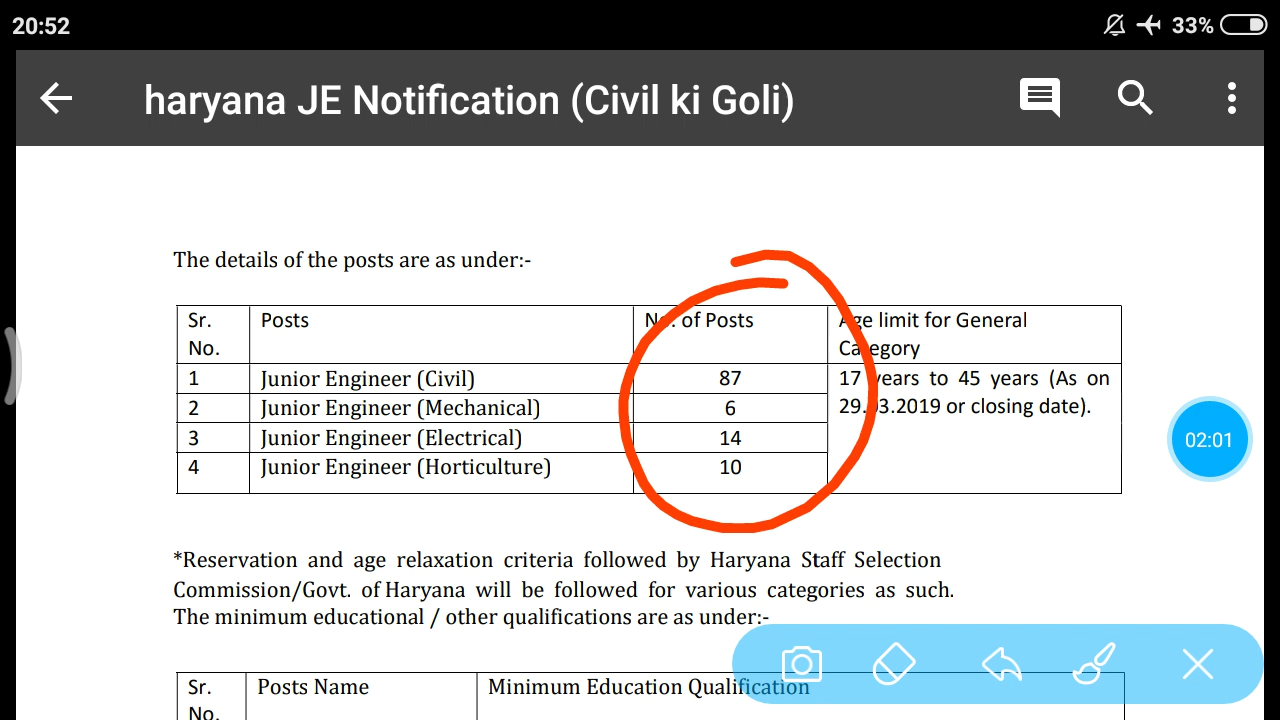 20:52
33%
haryana JE Notification (Civil ki Goli)
The details of the posts are as under:-
Sr. No. Posts No. of Posts Age limit for General Category
1 Junior Engineer (Civil) 87 17 years to 45 years (As on 29.03.2019 or closing date).
2 Junior Engineer (Mechanical) 6
3 Junior Engineer (Electrical) 14
4 Junior Engineer (Horticulture) 10
02:01
*Reservation and age relaxation criteria followed by Haryana Staff Selection
Commission/Govt. of Haryana will be followed for various categories as such.
The minimum educational / other qualifications are as under:-
Sr. No. Posts Name Minimum Education Qualification